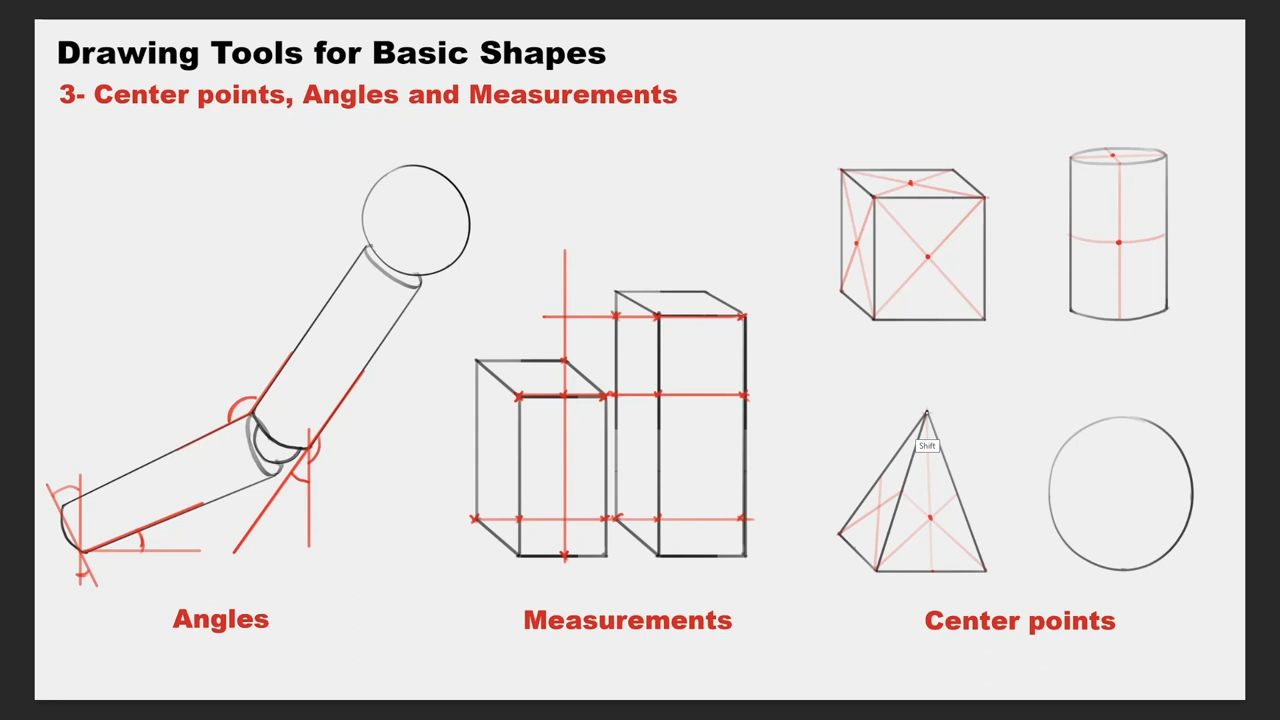 Drawing Tools for Basic Shapes
3- Center points, Angles and Measurements
Shift
Angles
Measurements
Center points